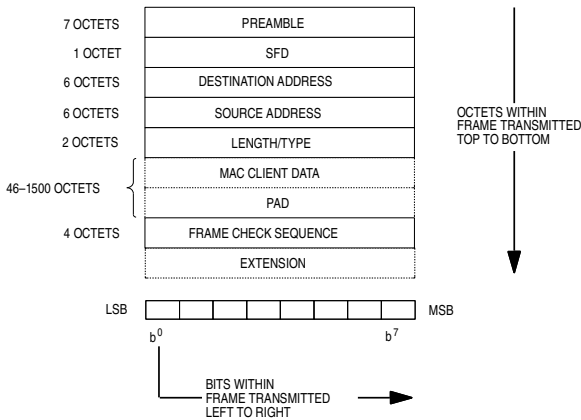 7 OCTETS PREAMBLE
1 OCTET SFD
6 OCTETS DESTINATION ADDRESS
6 OCTETS SOURCE ADDRESS
2 OCTETS LENGTH/TYPE
MAC CLIENT DATA
46–1500 OCTETS
PAD
4 OCTETS FRAME CHECK SEQUENCE
EXTENSION
OCTETS WITHIN
FRAME TRANSMITTED
TOP TO BOTTOM
LSB MSB
b0 b7
BITS WITHIN
FRAME TRANSMITTED
LEFT TO RIGHT